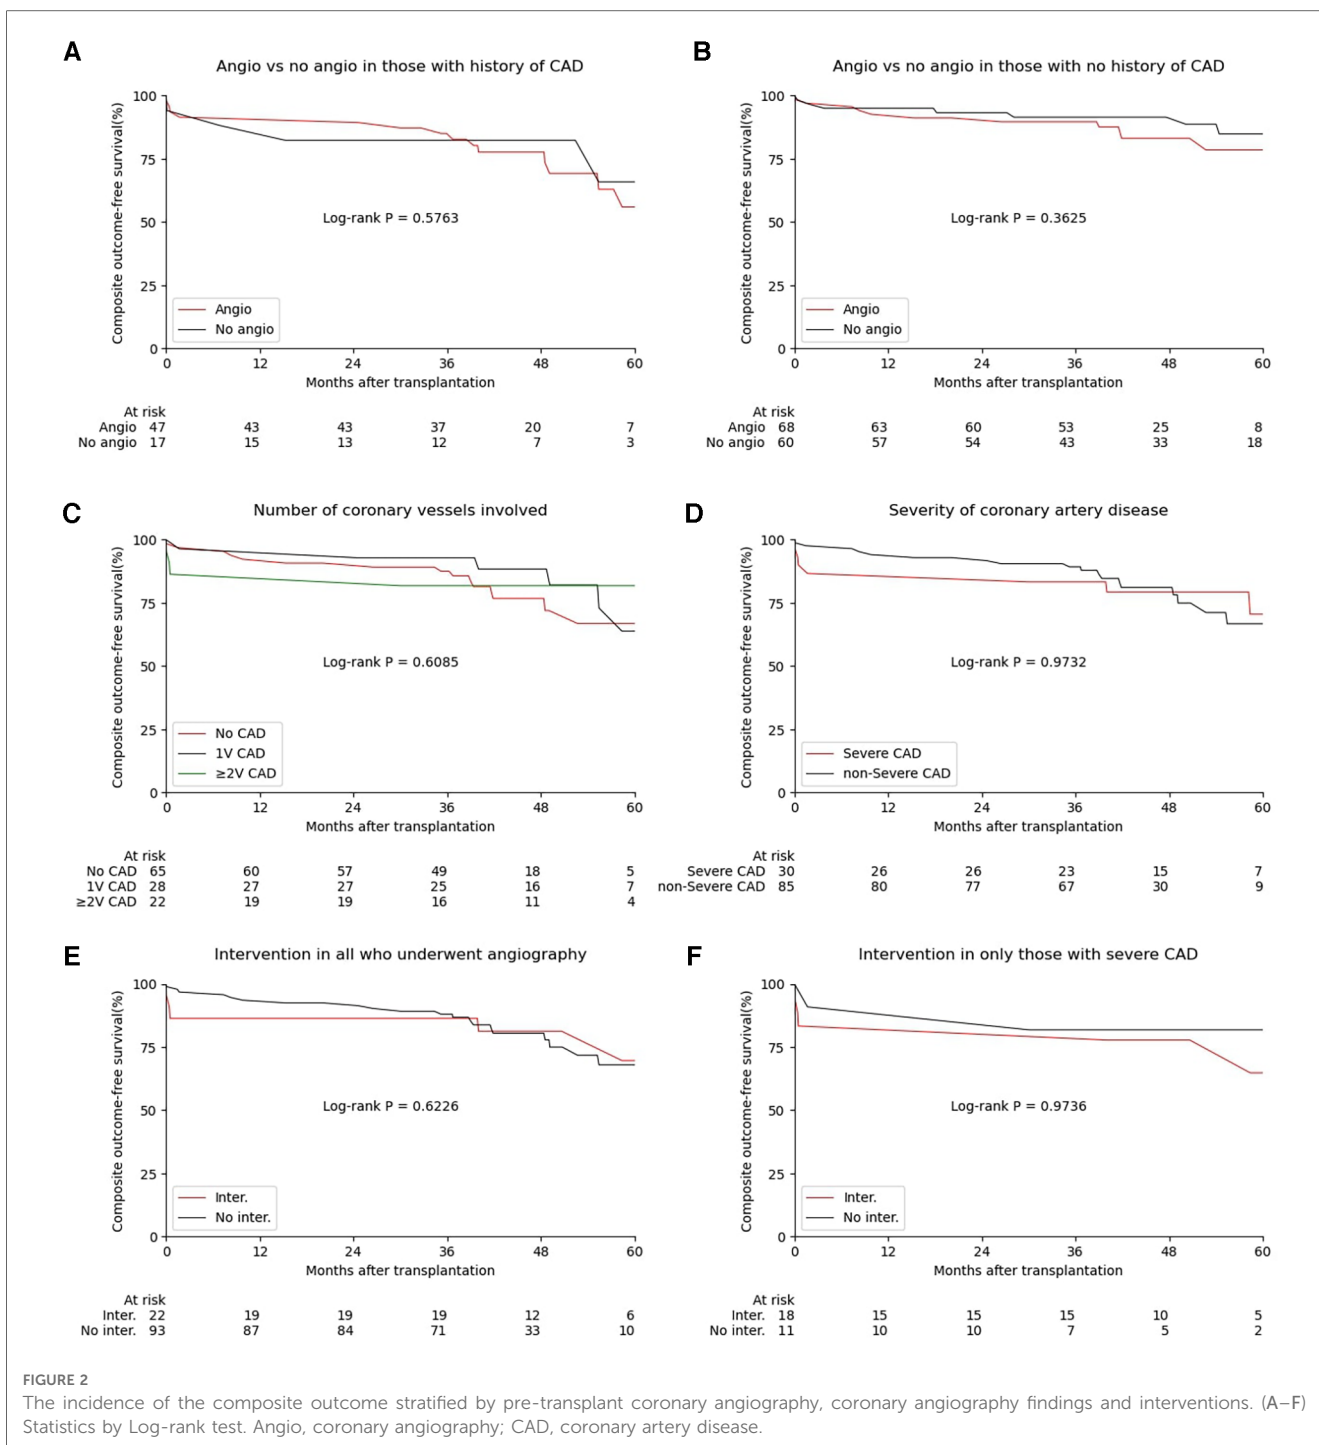 A
Angio vs no angio in those with history of CAD
Composite outcome-free survival(%)
100
75
50
25
0
Log-rank P = 0.5763
Angio
No angio
0 12 24 36 48 60
Months after transplantation
At risk
Angio 47 43 43 37 20 7
No angio 17 15 13 12 7 3
B
Angio vs no angio in those with no history of CAD
Composite outcome-free survival(%)
100
75
50
25
0
Log-rank P = 0.3625
Angio
No angio
0 12 24 36 48 60
Months after transplantation
At risk
Angio 68 63 60 53 25 8
No angio 60 57 54 43 33 18
C
Number of coronary vessels involved
Composite outcome-free survival(%)
100
75
50
25
0
Log-rank P = 0.6085
No CAD
1V CAD
≥2V CAD
0 12 24 36 48 60
Months after transplantation
At risk
No CAD 65 60 57 49 18 5
1V CAD 28 27 27 25 16 7
≥2V CAD 22 19 19 16 11 4
D
Severity of coronary artery disease
Composite outcome-free survival(%)
100
75
50
25
0
Log-rank P = 0.9732
Severe CAD
non-Severe CAD
0 12 24 36 48 60
Months after transplantation
At risk
Severe CAD 30 26 26 23 15 7
non-Severe CAD 85 80 77 67 30 9
E
Intervention in all who underwent angiography
Composite outcome-free survival(%)
100
75
50
25
0
Log-rank P = 0.6226
Inter.
No inter.
0 12 24 36 48 60
Months after transplantation
At risk
Inter. 22 19 19 19 12 6
No inter. 93 87 84 71 33 10
F
Intervention in only those with severe CAD
Composite outcome-free survival(%)
100
75
50
25
0
Log-rank P = 0.9736
Inter.
No inter.
0 12 24 36 48 60
Months after transplantation
At risk
Inter. 18 15 15 15 10 5
No inter. 11 10 10 7 5 2
FIGURE 2
The incidence of the composite outcome stratified by pre-transplant coronary angiography, coronary angiography findings and interventions. (A–F)
Statistics by Log-rank test. Angio, coronary angiography; CAD, coronary artery disease.